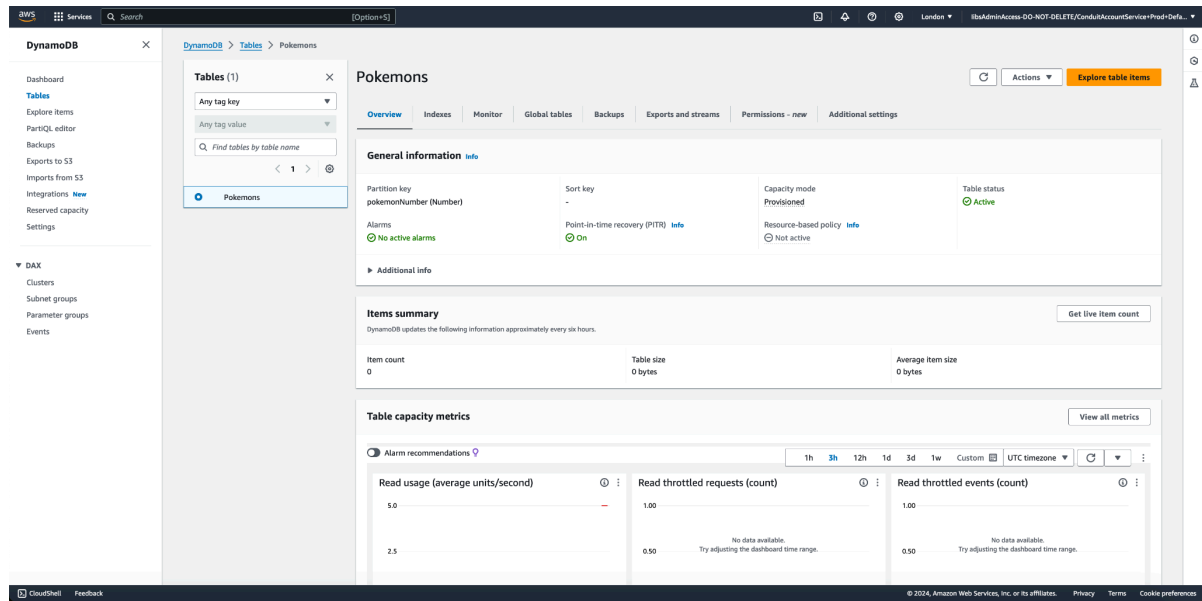 aws
Services
Search
[Option+S]
London
libsAdminAccess-DO-NOT-DELETE/ConduitAccountService+Prod+Defa...
DynamoDB
Dashboard
Tables
Explore items
PartiQL editor
Backups
Exports to S3
Imports from S3
Integrations New
Reserved capacity
Settings
DAX
Clusters
Subnet groups
Parameter groups
Events
DynamoDB > Tables > Pokemons
Tables (1)
Any tag key
Any tag value
Find tables by table name
1
Pokemons
Pokemons
Actions
Explore table items
Overview
Indexes
Monitor
Global tables
Backups
Exports and streams
Permissions - new
Additional settings
General information Info
Partition key
pokemonNumber (Number)
Sort key
-
Capacity mode
Provisioned
Table status
Active
Alarms
No active alarms
Point-in-time recovery (PITR) Info
On
Resource-based policy Info
Not active
Additional info
Items summary
Get live item count
DynamoDB updates the following information approximately every six hours.
Item count
0
Table size
0 bytes
Average item size
0 bytes
Table capacity metrics
View all metrics
Alarm recommendations
1h 3h 12h 1d 3d 1w Custom
UTC timezone
Read usage (average units/second)
5.0
2.5
Read throttled requests (count)
1.00
No data available.
Try adjusting the dashboard time range.
0.50
Read throttled events (count)
1.00
No data available.
Try adjusting the dashboard time range.
0.50
CloudShell
Feedback
© 2024, Amazon Web Services, Inc. or its affiliates.
Privacy
Terms
Cookie preferences